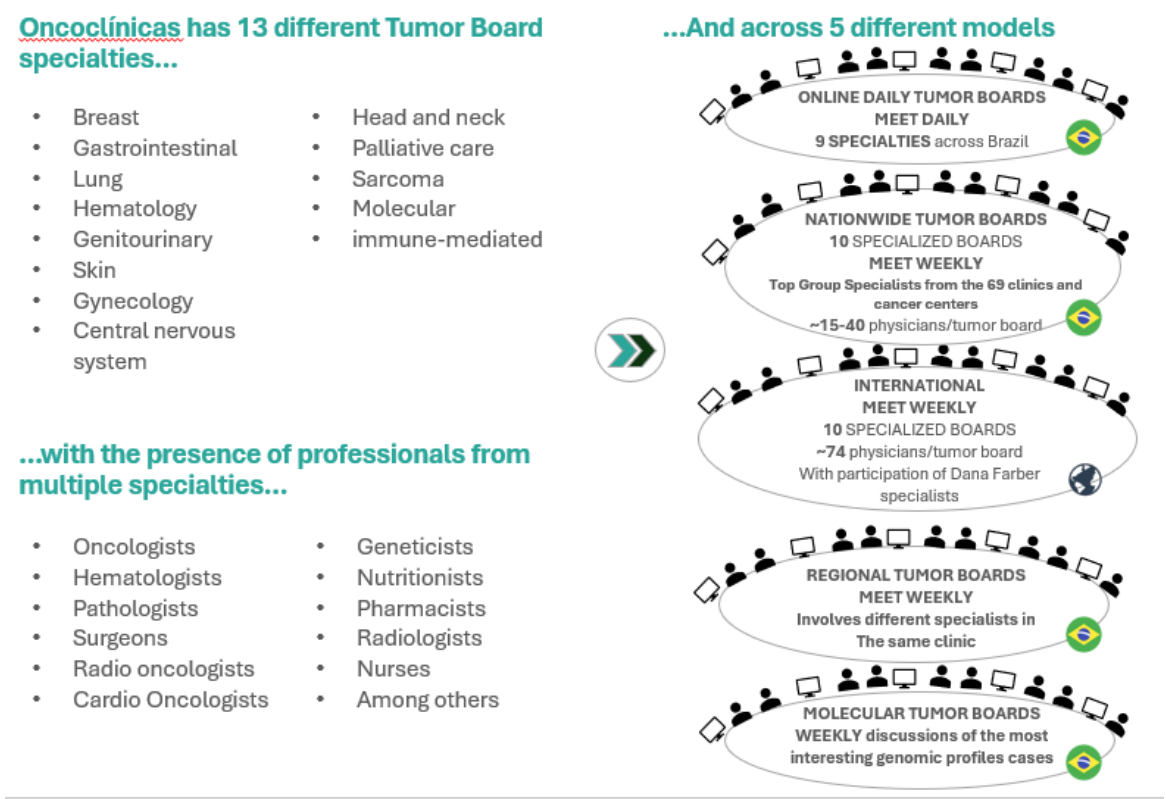 Oncoclínicas has 13 different Tumor Board
specialties...
Breast
Gastrointestinal
Lung
Hematology
Genitourinary
Skin
Gynecology
Central nervous
system
Head and neck
Palliative care
Sarcoma
Molecular
immune-mediated
...with the presence of professionals from
multiple specialties...
Oncologists
Hematologists
Pathologists
Surgeons
Radio oncologists
Cardio Oncologists
Geneticists
Nutritionists
Pharmacists
Radiologists
Nurses
Among others
...And across 5 different models
ONLINE DAILY TUMOR BOARDS
MEET DAILY
9 SPECIALTIES across Brazil
NATIONWIDE TUMOR BOARDS
10 SPECIALIZED BOARDS
MEET WEEKLY
Top Group Specialists from the 69 clinics and
cancer centers
~15-40 physicians/tumor board
INTERNATIONAL
MEET WEEKLY
10 SPECIALIZED BOARDS
~74 physicians/tumor board
With participation of Dana Farber
specialists
REGIONAL TUMOR BOARDS
MEET WEEKLY
Involves different specialists in
The same clinic
MOLECULAR TUMOR BOARDS
WEEKLY discussions of the most
interesting genomic profiles cases